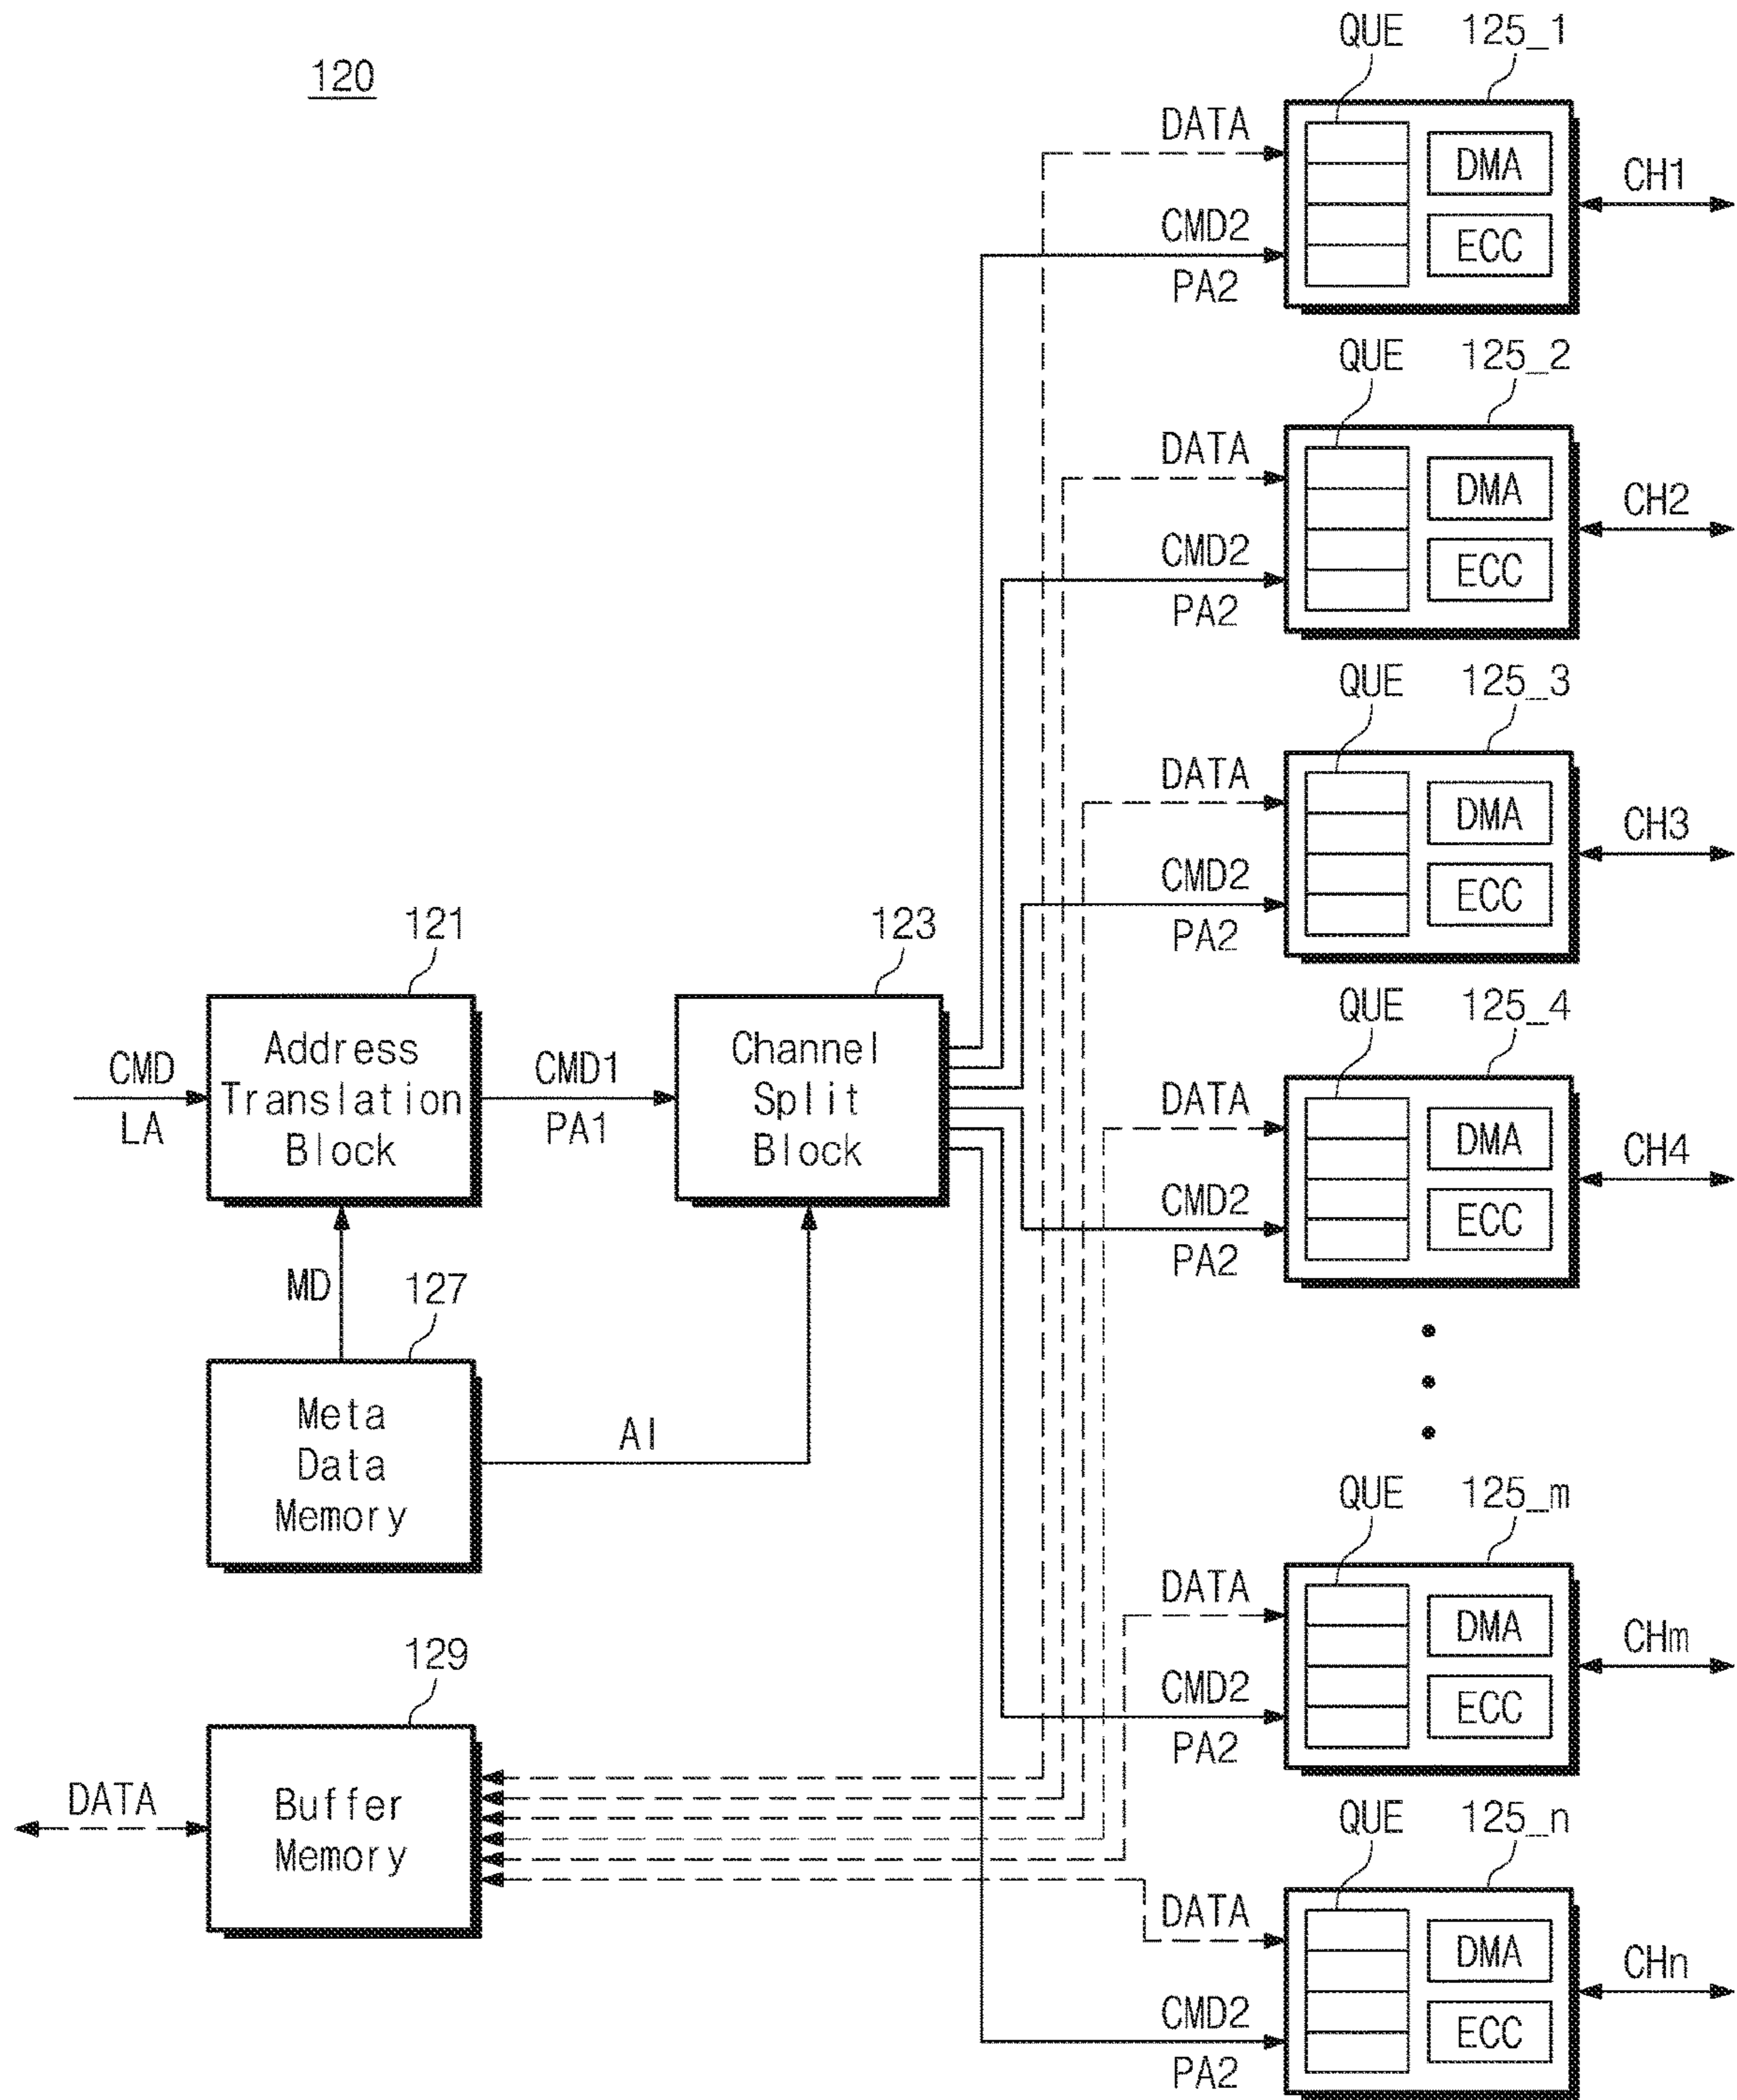 120
QUE 125_1
DATA
DMA
CH1
CMD2
ECC
PA2
QUE 125_2
DATA
DMA
CH2
CMD2
ECC
PA2
QUE 125_3
DATA
DMA
CH3
CMD2
ECC
PA2
121
123
QUE 125_4
CMD
LA
Address
Translation
Block
CMD1
PA1
Channel
Split
Block
DATA
DMA
CH4
CMD2
ECC
PA2
MD
127
Meta
Data
Memory
AI
QUE 125_m
DATA
DMA
CHm
CMD2
ECC
PA2
129
DATA
Buffer
Memory
QUE 125_n
DATA
DMA
CHn
CMD2
ECC
PA2